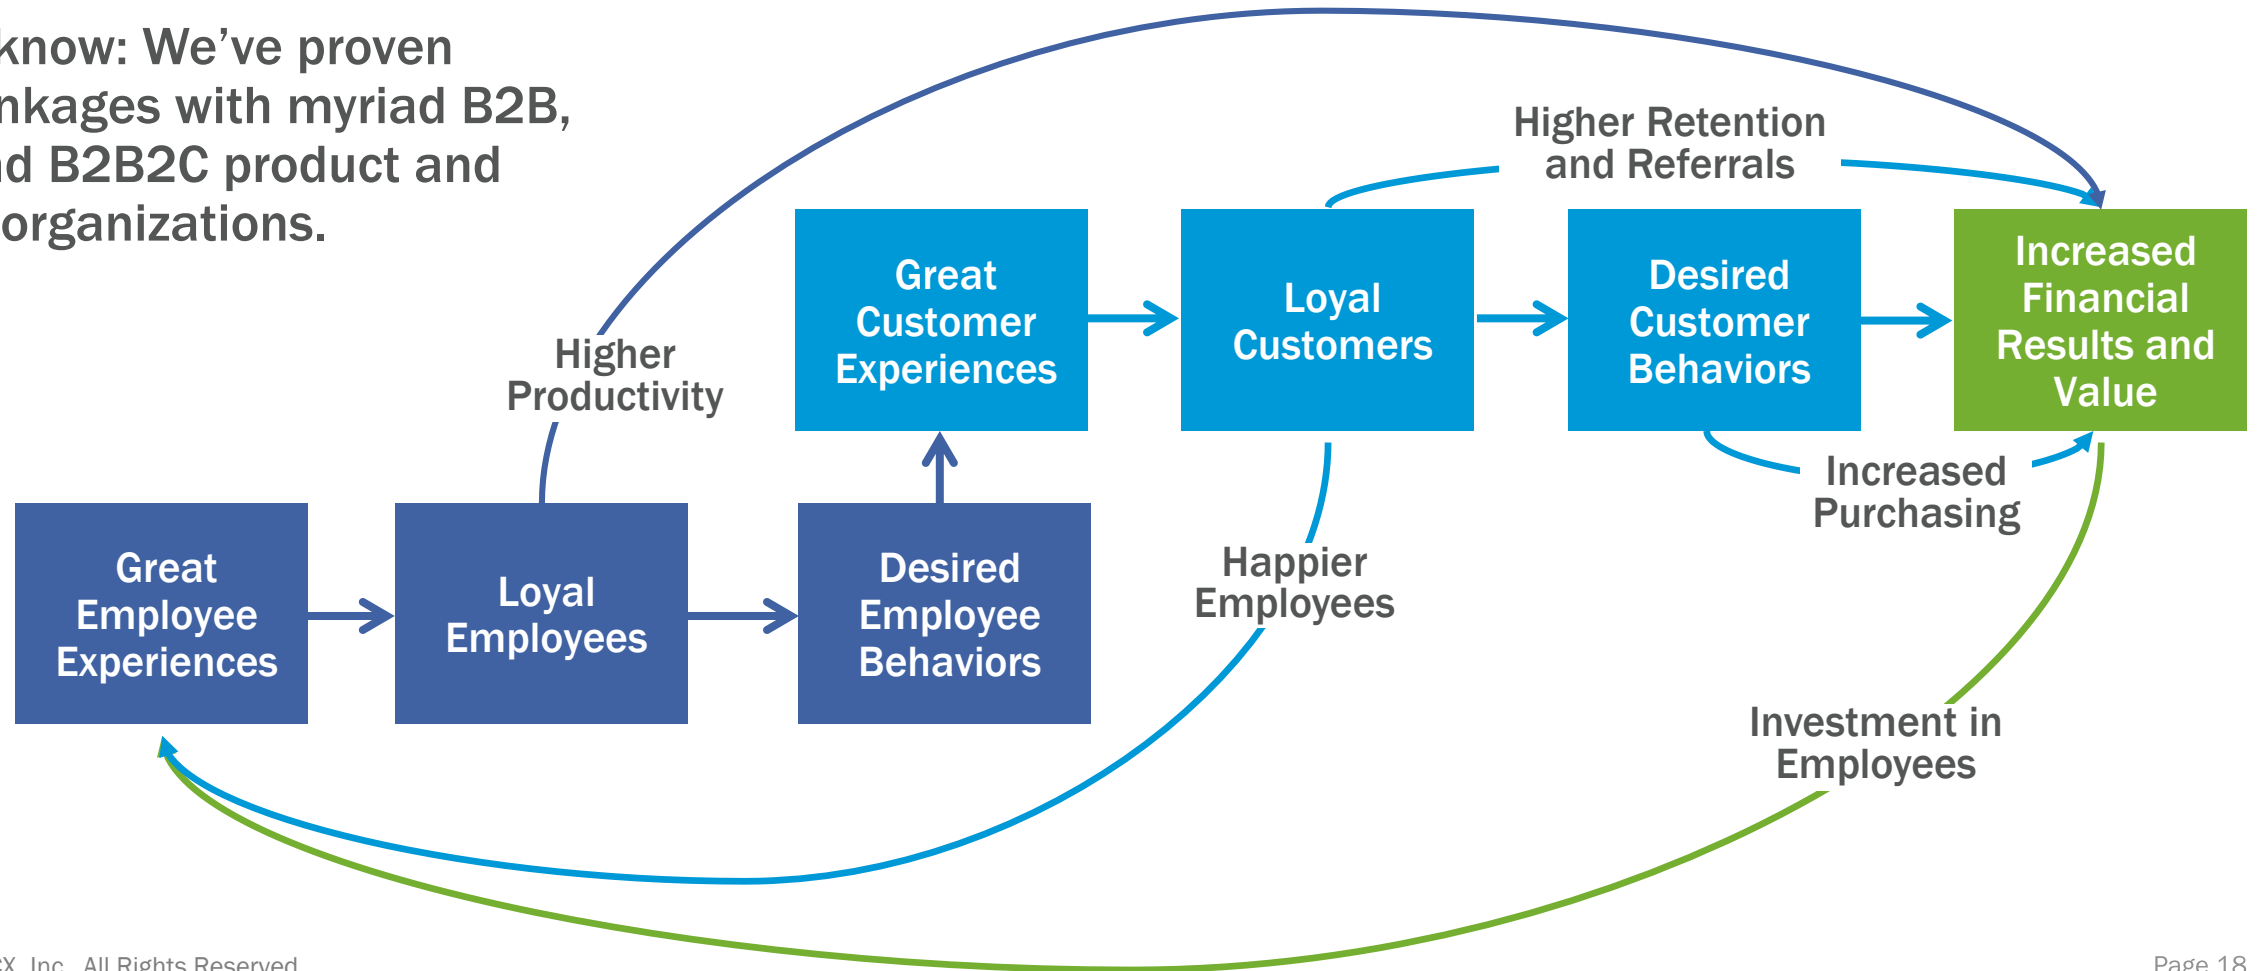 know: We've proven
nkages with myriad B2B,
d B2B2C product and
organizations.
Higher Retention
and Referrals
Great
Customer
Experiences
Loyal
Customers
Desired
Customer
Behaviors
Increased
Financial
Results and
Value
Higher
Productivity
Increased
Purchasing
Great
Employee
Experiences
Loyal
Employees
Desired
Employee
Behaviors
Happier
Employees
Investment in
Employees
X, Inc. All Rights Reserved
Page 18